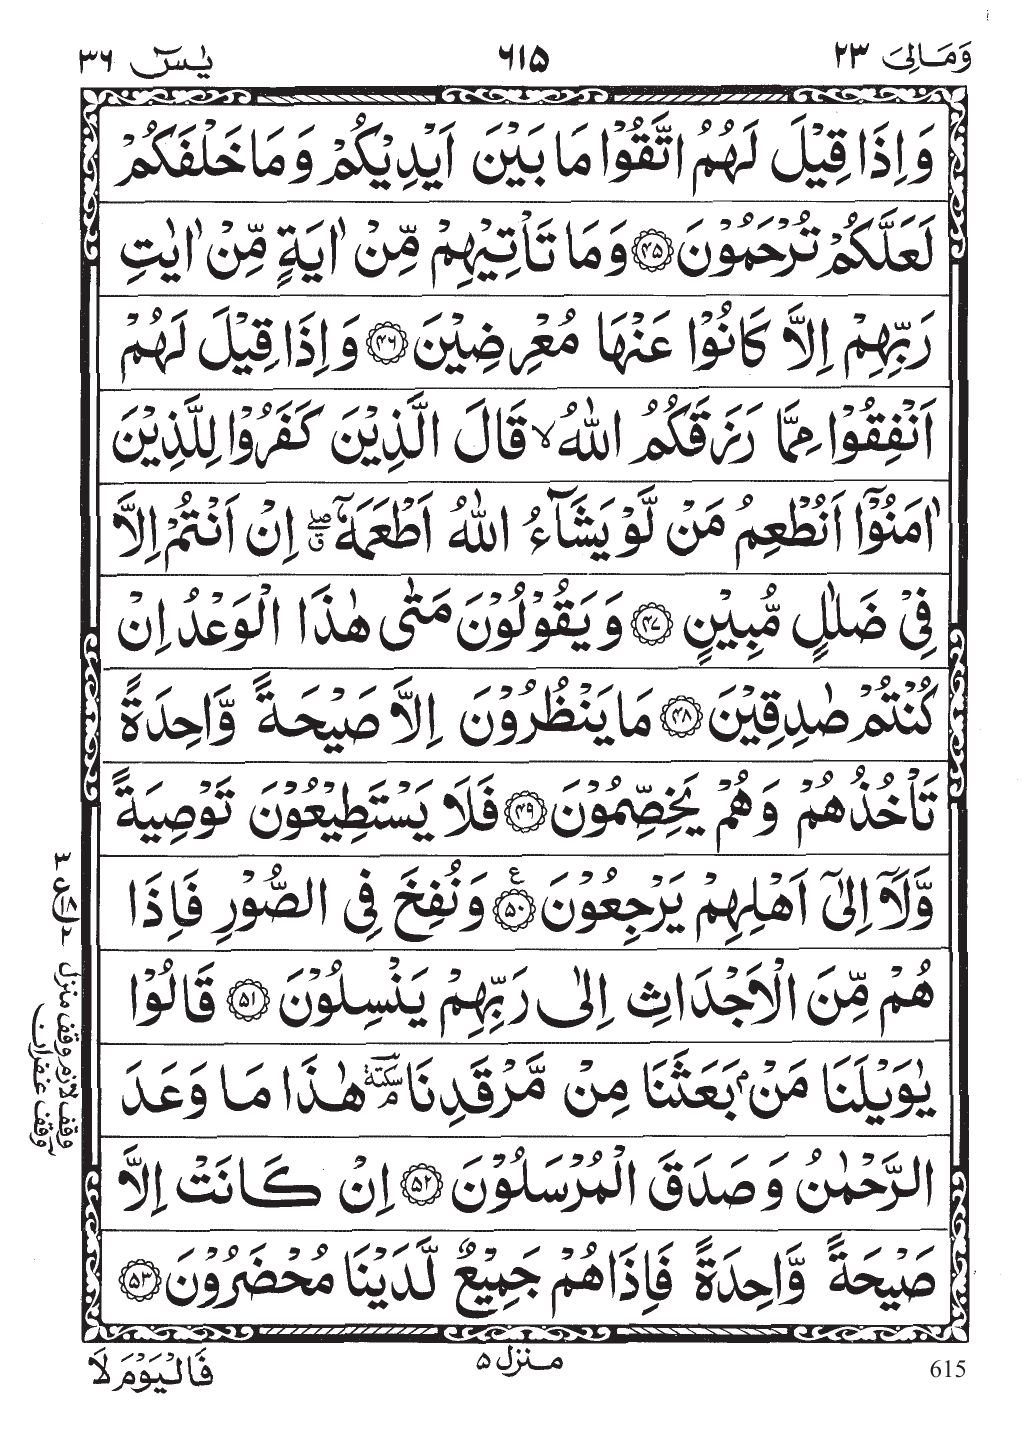 وَمَالِیَ ۲۳
۶۱۵
یٰسٓ ۳۶
وَاِذَا قِيْلَ لَهُمُ اتَّقُوْا مَا بَيْنَ اَيْدِيْكُمْ وَمَا خَلْفَكُمْ
لَعَلَّكُمْ تُرْحَمُوْنَ ﴿۴۵﴾ وَمَا تَاْتِيْهِمْ مِّنْ اٰيَةٍ مِّنْ اٰيٰتِ
رَبِّهِمْ اِلَّا كَانُوْا عَنْهَا مُعْرِضِيْنَ ﴿۴۶﴾ وَاِذَا قِيْلَ لَهُمْ
اَنْفِقُوْا مِمَّا رَزَقَكُمُ اللّٰهُ ۙ قَالَ الَّذِيْنَ كَفَرُوْا لِلَّذِيْنَ
اٰمَنُوْۤا اَنُطْعِمُ مَنْ لَّوْ يَشَآءُ اللّٰهُ اَطْعَمَهٗۤ ۖق اِنْ اَنْتُمْ اِلَّا
فِيْ ضَلٰلٍ مُّبِيْنٍ ﴿۴۷﴾ وَيَقُوْلُوْنَ مَتٰى هٰذَا الْوَعْدُ اِنْ
كُنْتُمْ صٰدِقِيْنَ ﴿۴۸﴾ مَا يَنْظُرُوْنَ اِلَّا صَيْحَةً وَّاحِدَةً
تَاْخُذُهُمْ وَهُمْ يَخِصِّمُوْنَ ﴿۴۹﴾ فَلَا يَسْتَطِيْعُوْنَ تَوْصِيَةً
وَّلَاۤ اِلٰۤى اَهْلِهِمْ يَرْجِعُوْنَ ﴿۵۰﴾ ع وَنُفِخَ فِى الصُّوْرِ فَاِذَا
هُمْ مِّنَ الْاَجْدَاثِ اِلٰى رَبِّهِمْ يَنْسِلُوْنَ ﴿۵۱﴾ قَالُوْا
يٰوَيْلَنَا مَنْۢ بَعَثَنَا مِنْ مَّرْقَدِنَا ۘ سكتة هٰذَا مَا وَعَدَ
الرَّحْمٰنُ وَصَدَقَ الْمُرْسَلُوْنَ ﴿۵۲﴾ اِنْ كَانَتْ اِلَّا
صَيْحَةً وَّاحِدَةً فَاِذَا هُمْ جَمِيْعٌ لَّدَيْنَا مُحْضَرُوْنَ ﴿۵۳﴾
وقف لازم وقف منزل
وقف غفران
فَالْيَوْمَ لَا
منزل ۵
615